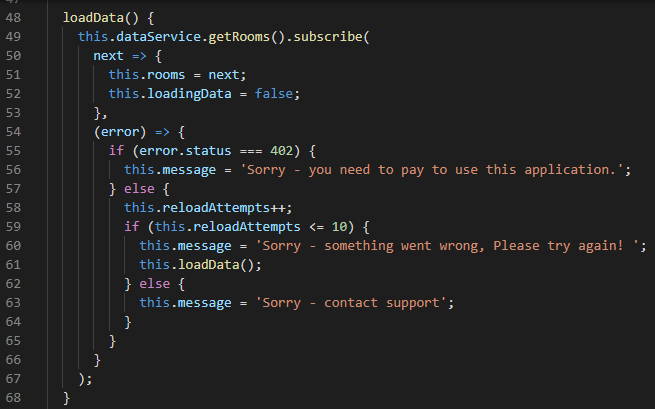 48 loadData() {
49 this.dataService.getRooms().subscribe(
50 next => {
51 this.rooms = next;
52 this.loadingData = false;
53 },
54 (error) => {
55 if (error.status === 402) {
56 this.message = 'Sorry - you need to pay to use this application.';
57 } else {
58 this.reloadAttempts++;
59 if (this.reloadAttempts <= 10) {
60 this.message = 'Sorry - something went wrong, Please try again! ';
61 this.loadData();
62 } else {
63 this.message = 'Sorry - contact support';
64 }
65 }
66 }
67 );
68 }